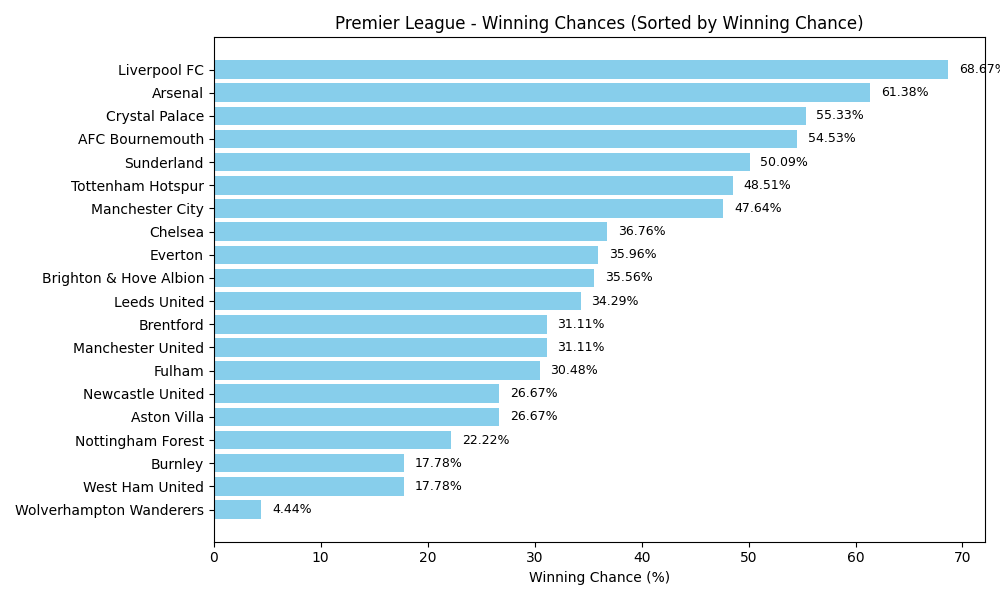 Premier League - Winning Chances (Sorted by Winning Chance)
Liverpool FC 68.67%
Arsenal 61.38%
Crystal Palace 55.33%
AFC Bournemouth 54.53%
Sunderland 50.09%
Tottenham Hotspur 48.51%
Manchester City 47.64%
Chelsea 36.76%
Everton 35.96%
Brighton & Hove Albion 35.56%
Leeds United 34.29%
Brentford 31.11%
Manchester United 31.11%
Fulham 30.48%
Newcastle United 26.67%
Aston Villa 26.67%
Nottingham Forest 22.22%
Burnley 17.78%
West Ham United 17.78%
Wolverhampton Wanderers 4.44%
0 10 20 30 40 50 60 70
Winning Chance (%)